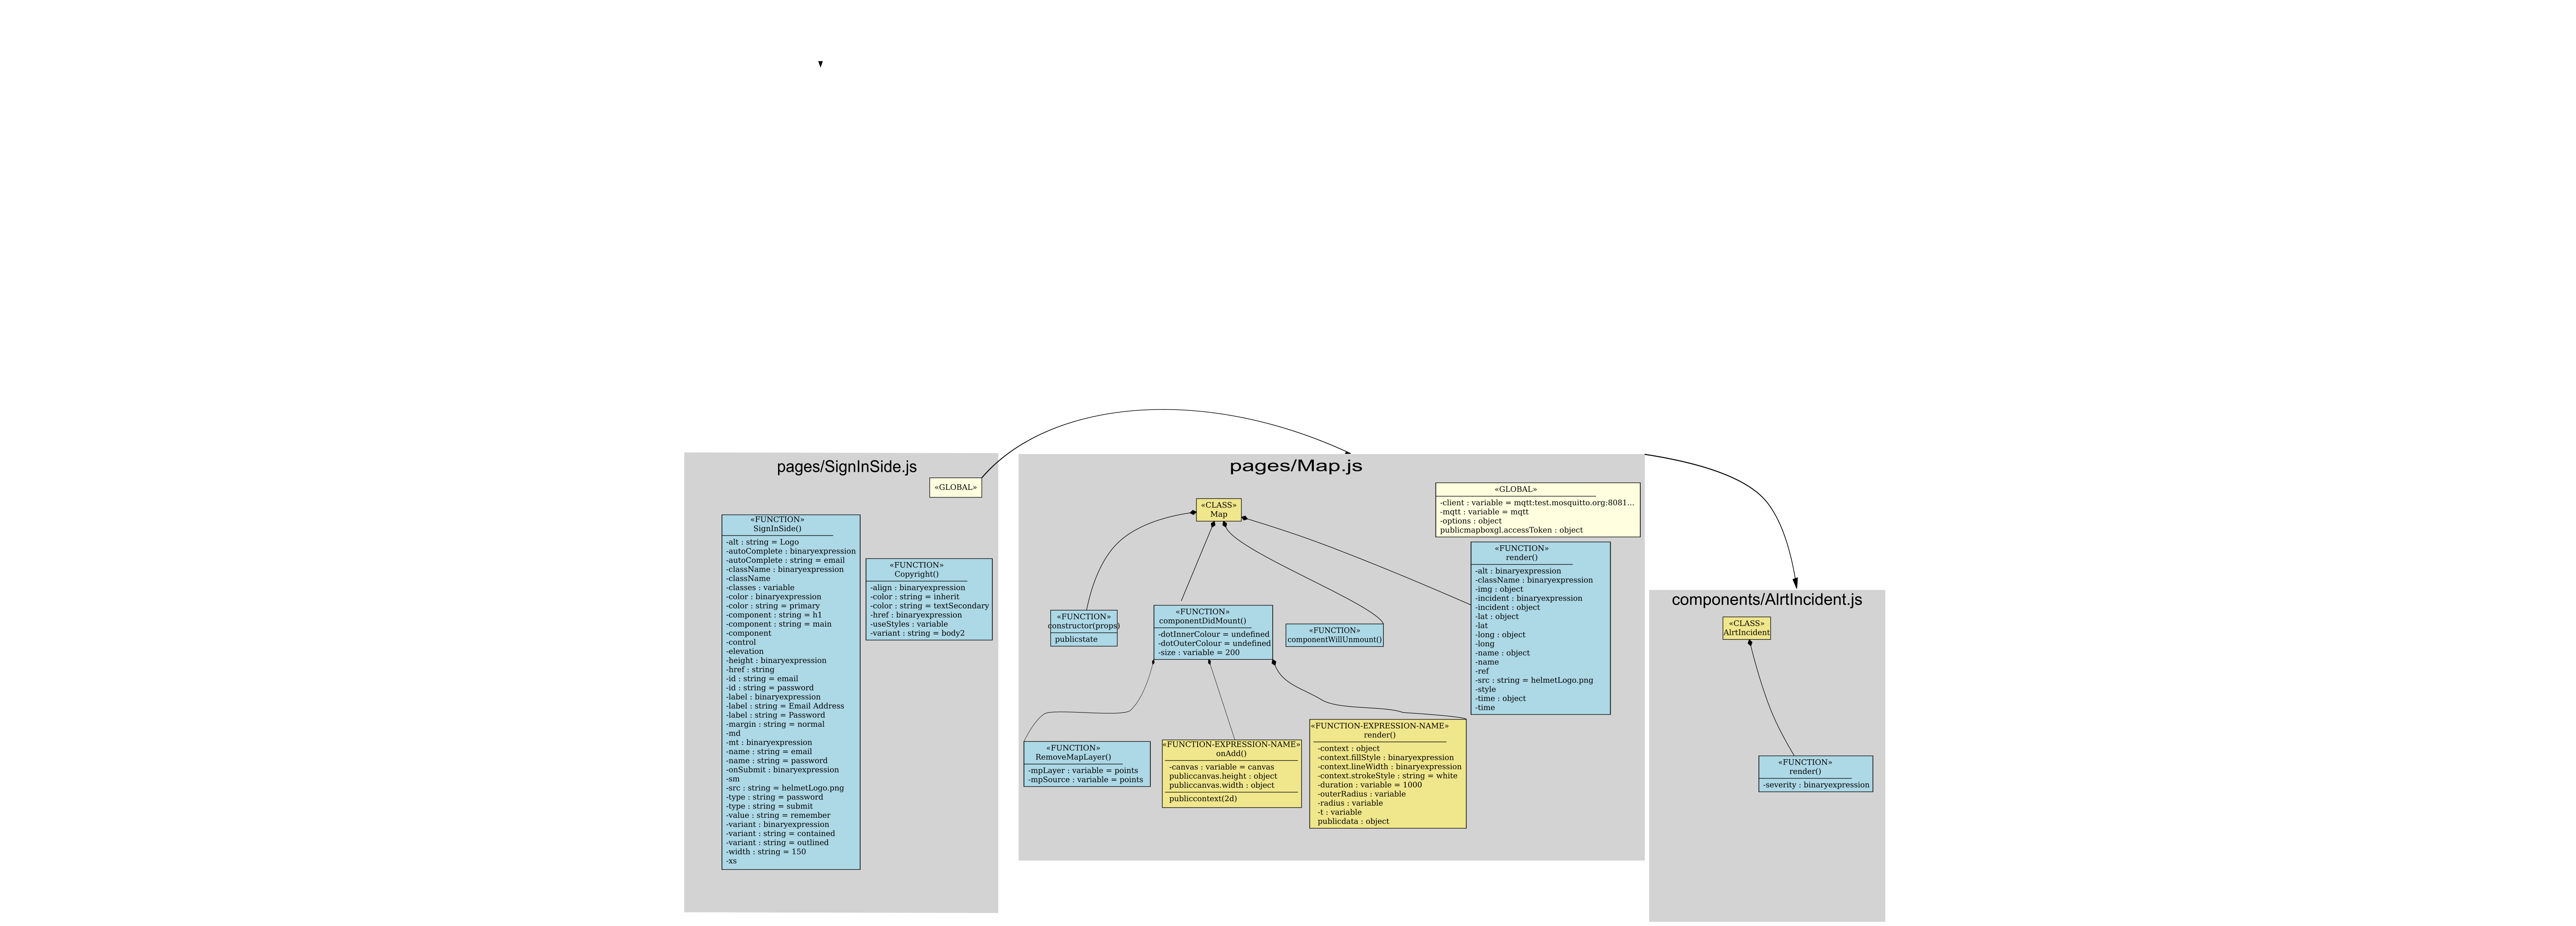 pages/SignInSide.js
«GLOBAL»
«FUNCTION»
SignInSide()
-alt : string = Logo
-autoComplete : binaryexpression
-autoComplete : string = email
-className : binaryexpression
-className
-classes : variable
-color : binaryexpression
-color : string = primary
-component : string = h1
-component : string = main
-component
-control
-elevation
-height : binaryexpression
-href : string
-id : string = email
-id : string = password
-label : binaryexpression
-label : string = Email Address
-label : string = Password
-margin : string = normal
-md
-mt : binaryexpression
-name : string = email
-name : string = password
-onSubmit : binaryexpression
-sm
-src : string = helmetLogo.png
-type : string = password
-type : string = submit
-value : string = remember
-variant : binaryexpression
-variant : string = contained
-variant : string = outlined
-width : string = 150
-xs
«FUNCTION»
Copyright()
-align : binaryexpression
-color : string = inherit
-color : string = textSecondary
-href : binaryexpression
-useStyles : variable
-variant : string = body2
pages/Map.js
«CLASS»
Map
«GLOBAL»
-client : variable = mqtt:test.mosquitto.org:8081...
-mqtt : variable = mqtt
-options : object
publicmapboxgl.accessToken : object
«FUNCTION»
constructor(props)
publicstate
«FUNCTION»
componentDidMount()
-dotInnerColour = undefined
-dotOuterColour = undefined
-size : variable = 200
«FUNCTION»
componentWillUnmount()
«FUNCTION»
render()
-alt : binaryexpression
-className : binaryexpression
-img : object
-incident : binaryexpression
-incident : object
-lat : object
-lat
-long : object
-long
-name : object
-name
-ref
-src : string = helmetLogo.png
-style
-time : object
-time
«FUNCTION»
RemoveMapLayer()
-mpLayer : variable = points
-mpSource : variable = points
«FUNCTION-EXPRESSION-NAME»
onAdd()
-canvas : variable = canvas
publiccanvas.height : object
publiccanvas.width : object
publiccontext(2d)
«FUNCTION-EXPRESSION-NAME»
render()
-context : object
-context.fillStyle : binaryexpression
-context.lineWidth : binaryexpression
-context.strokeStyle : string = white
-duration : variable = 1000
-outerRadius : variable
-radius : variable
-t : variable
publicdata : object
components/AlrtIncident.js
«CLASS»
AlrtIncident
«FUNCTION»
render()
-severity : binaryexpression